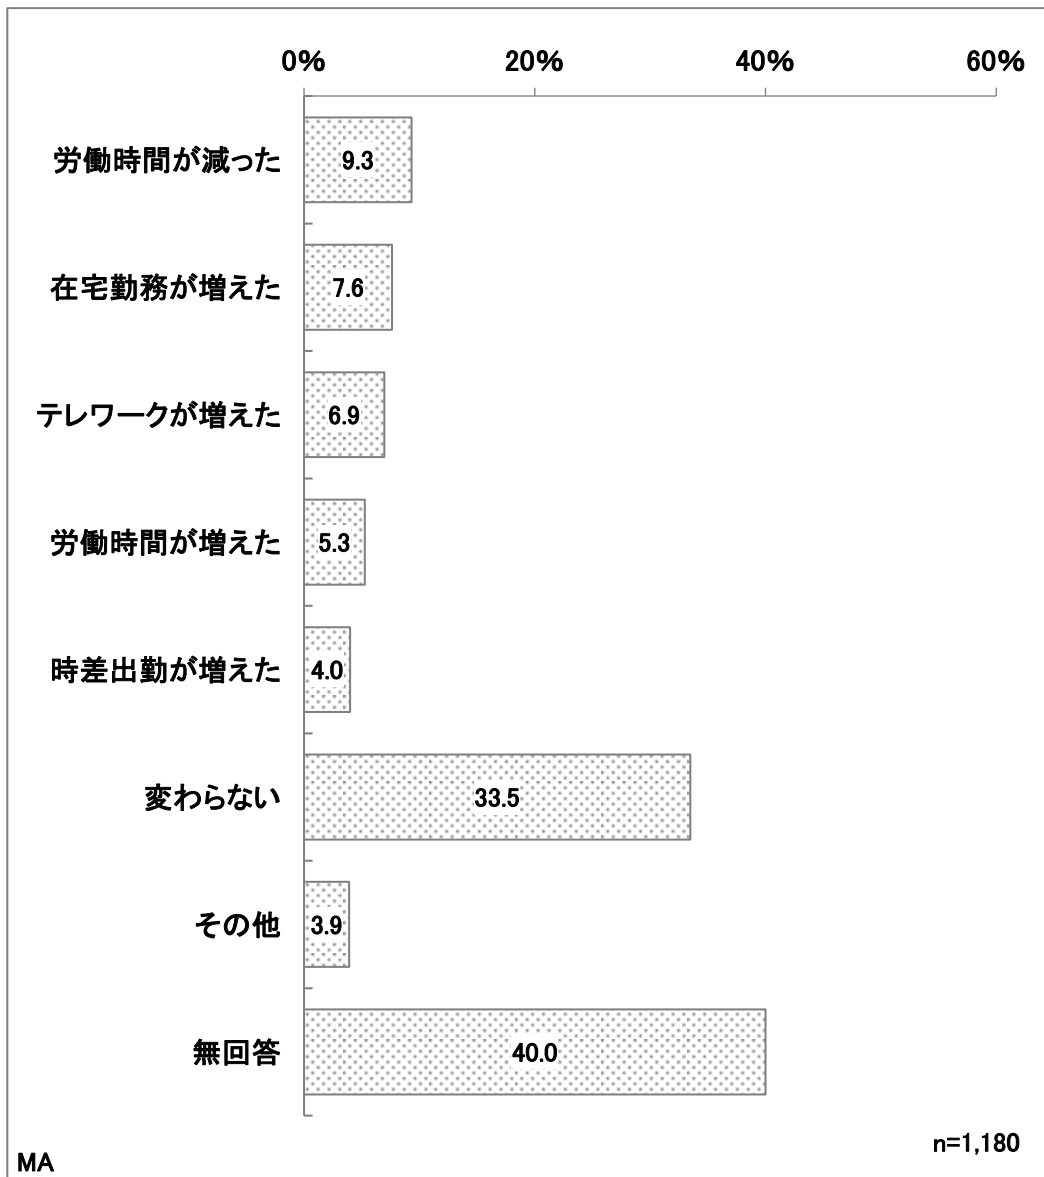 0% 20% 40% 60%
労働時間が減った 9.3
在宅勤務が増えた 7.6
テレワークが増えた 6.9
労働時間が増えた 5.3
時差出勤が増えた 4.0
変わらない 33.5
その他 3.9
無回答 40.0
n=1,180
MA